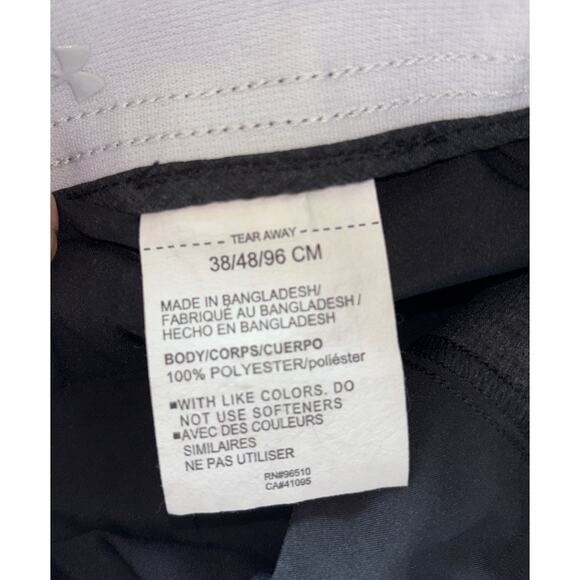 TEAR AWAY
38/48/96 CM
MADE IN BANGLADESH/
FABRIQUÉ AU BANGLADESH/
HECHO EN BANGLADESH
BODY/CORPS/CUERPO
100% POLYESTER/poliéster
■WITH LIKE COLORS. DO
NOT USE SOFTENERS
■AVEC DES COULEURS
SIMILAIRES
NE PAS UTILISER
RN#96510
CA#41095